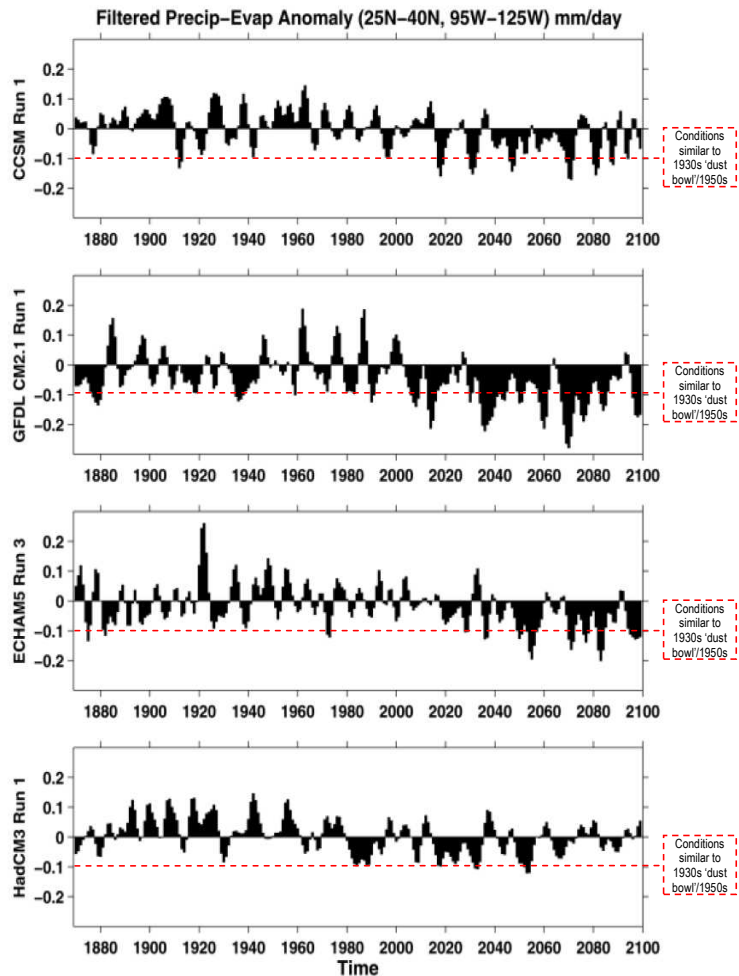 Filtered Precip−Evap Anomaly (25N−40N, 95W−125W) mm/day
CCSM Run 1
0.2
0.1
0
−0.1
−0.2
1880 1900 1920 1940 1960 1980 2000 2020 2040 2060 2080 2100
Conditions
similar to
1930s ‘dust
bowl’/1950s
GFDL CM2.1 Run 1
0.2
0.1
0
−0.1
−0.2
1880 1900 1920 1940 1960 1980 2000 2020 2040 2060 2080 2100
Conditions
similar to
1930s ‘dust
bowl’/1950s
ECHAM5 Run 3
0.2
0.1
0
−0.1
−0.2
1880 1900 1920 1940 1960 1980 2000 2020 2040 2060 2080 2100
Conditions
similar to
1930s ‘dust
bowl’/1950s
HadCM3 Run 1
0.2
0.1
0
−0.1
−0.2
1880 1900 1920 1940 1960 1980 2000 2020 2040 2060 2080 2100
Conditions
similar to
1930s ‘dust
bowl’/1950s
Time